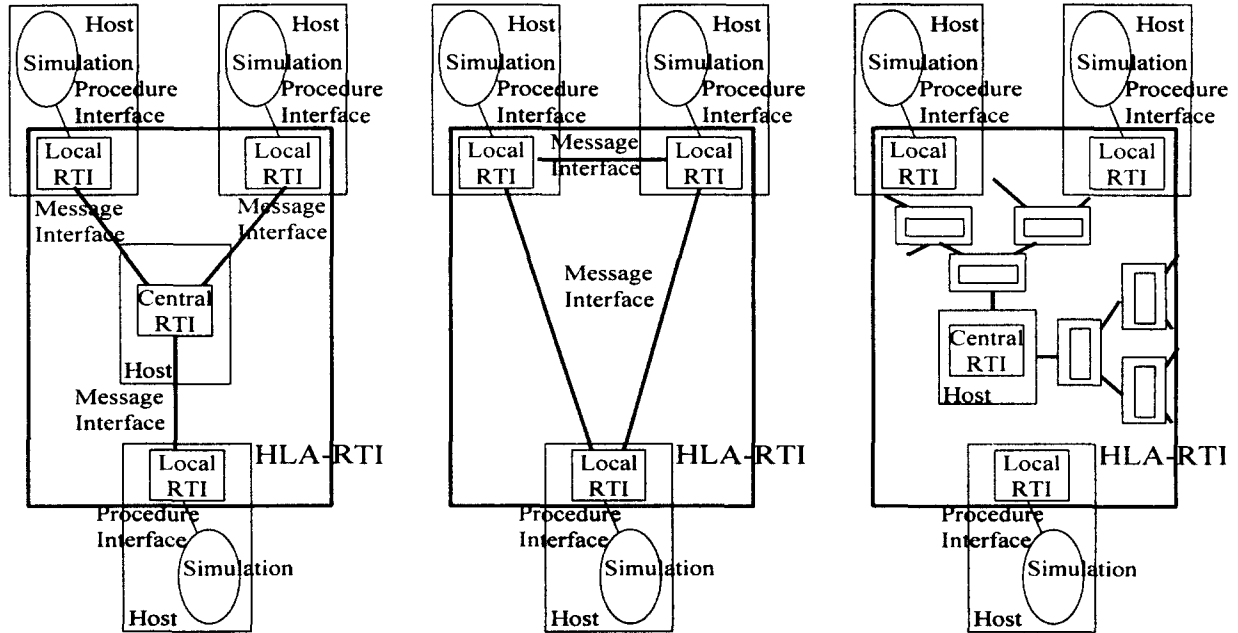 Host
Simulation
Procedure
Interface
Local
RTI
Message
Interface
Host
Simulation
Procedure
Interface
Local
RTI
Message
Interface
Central
RTI
Host
Message
Interface
HLA-RTI
Local
RTI
Procedure
Interface
Simulation
Host
Host
Simulation
Procedure
Interface
Local
RTI
Message
Interface
Host
Simulation
Procedure
Interface
Local
RTI
Message
Interface
HLA-RTI
Local
RTI
Procedure
Interface
Simulation
Host
Host
Simulation
Procedure
Interface
Local
RTI
Host
Simulation
Procedure
Interface
Local
RTI
Central
RTI
Host
HLA-RTI
Local
RTI
Procedure
Interface
Simulation
Host